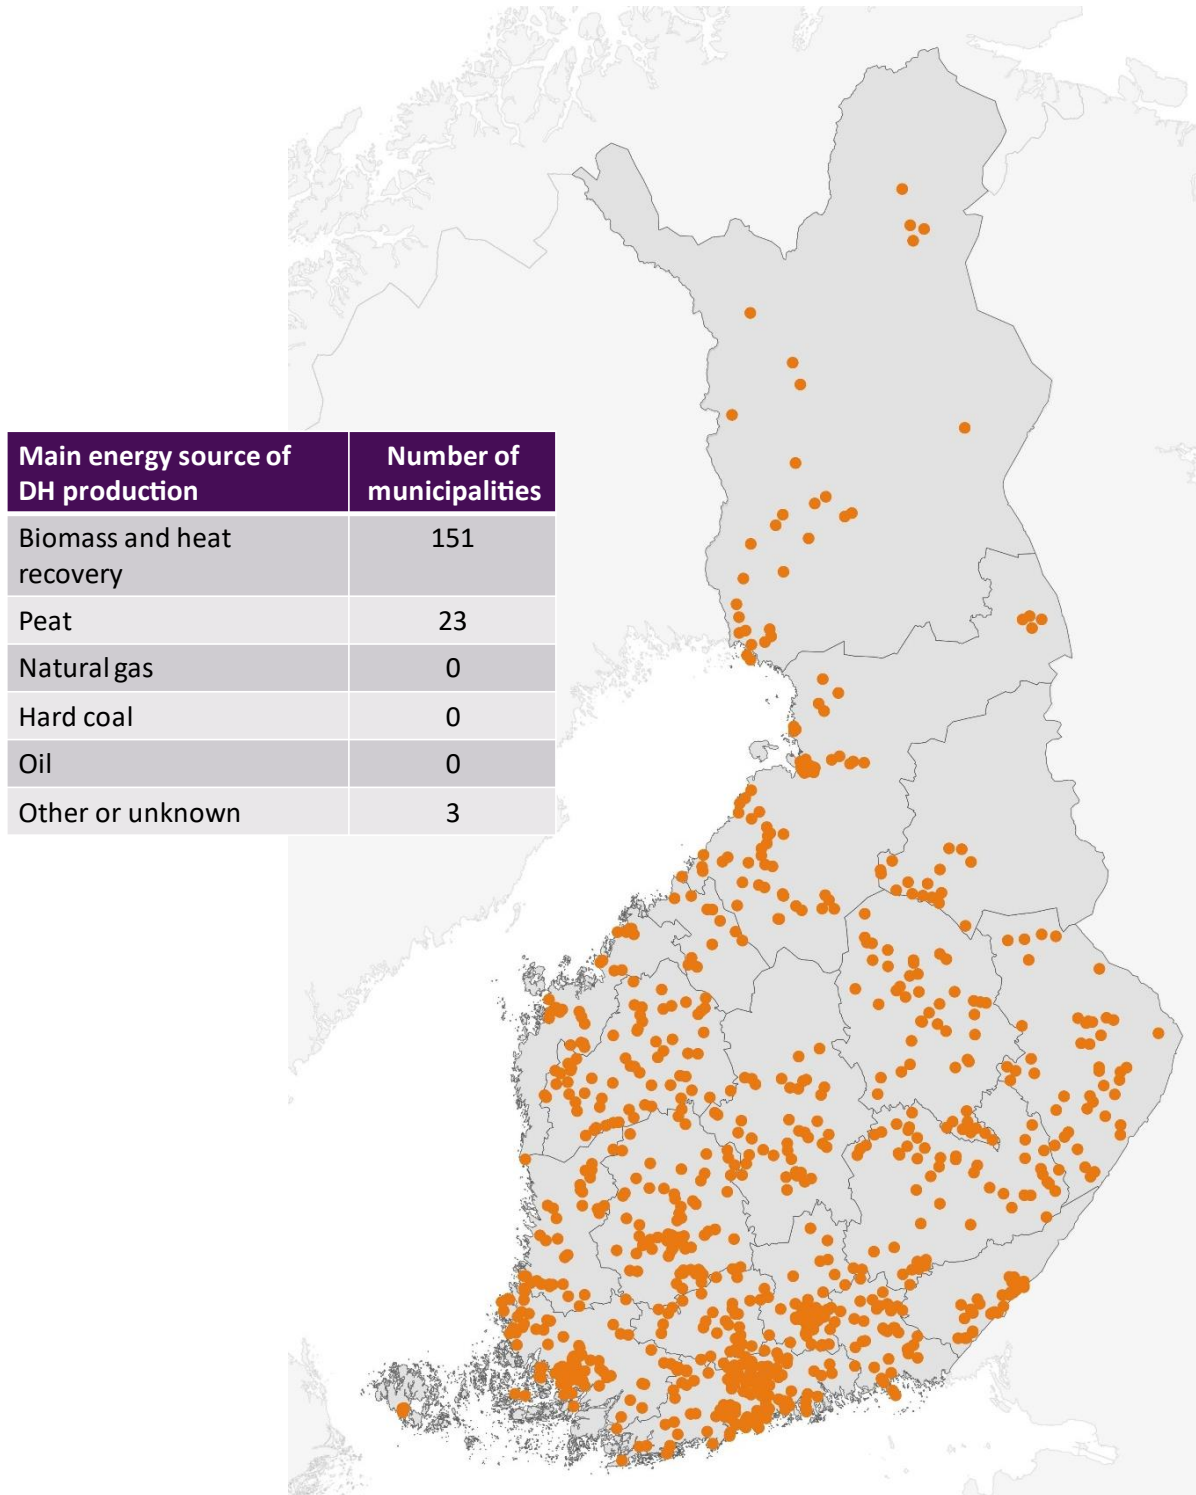 Main energy source of
DH production
Number of
municipalities
Biomass and heat
recovery
151
Peat
23
Natural gas
0
Hard coal
0
Oil
0
Other or unknown
3